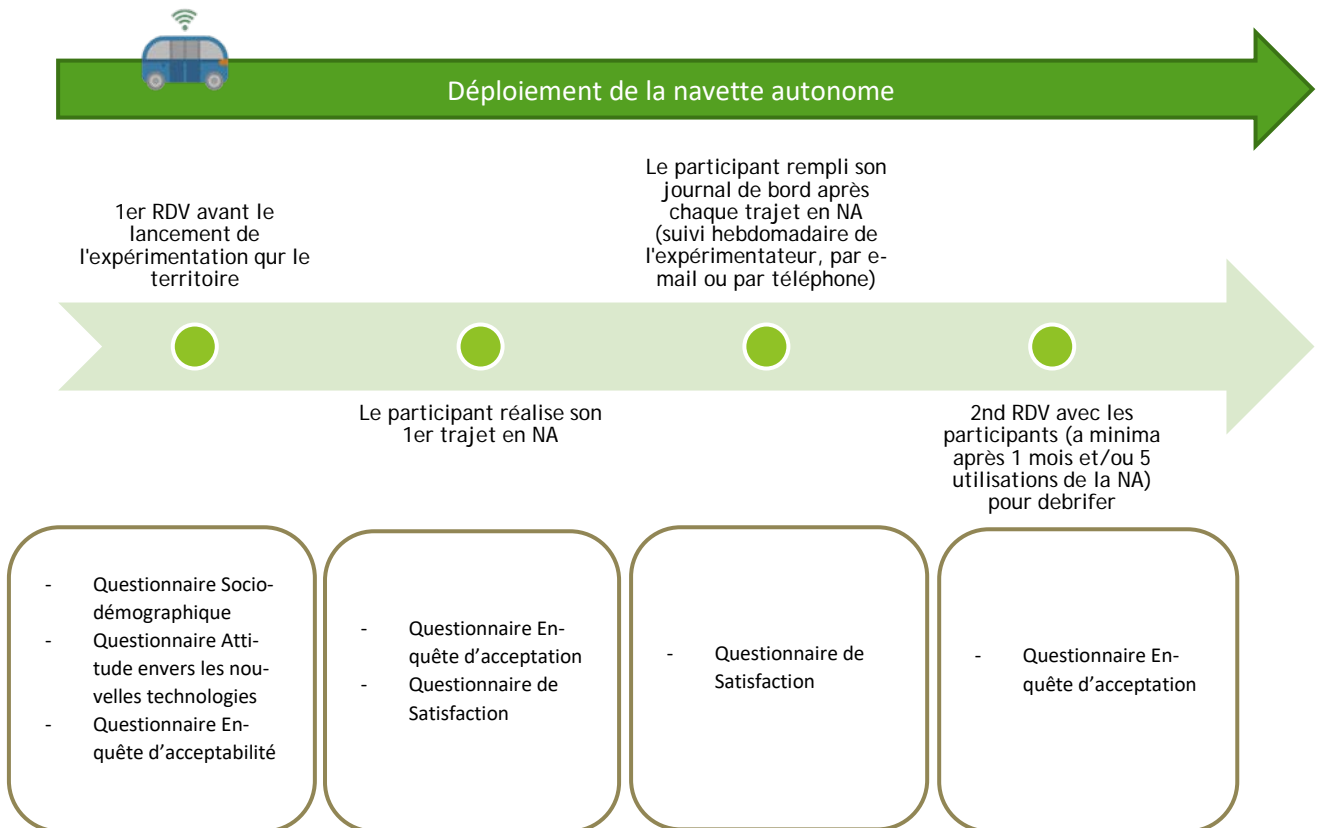 Déploiement de la navette autonome
1er RDV avant le
lancement de
l'expérimentation qur le
territoire
Le participant réalise son
1er trajet en NA
Le participant rempli son
journal de bord après
chaque trajet en NA
(suivi hebdomadaire de
l'expérimentateur, par e-
mail ou par téléphone)
2nd RDV avec les
participants (a minima
après 1 mois et/ou 5
utilisations de la NA)
pour debrifer
- Questionnaire Socio-
démographique
- Questionnaire Atti-
tude envers les nou-
velles technologies
- Questionnaire En-
quête d’acceptabilité
- Questionnaire En-
quête d’acceptation
- Questionnaire de
Satisfaction
- Questionnaire de
Satisfaction
- Questionnaire En-
quête d’acceptation